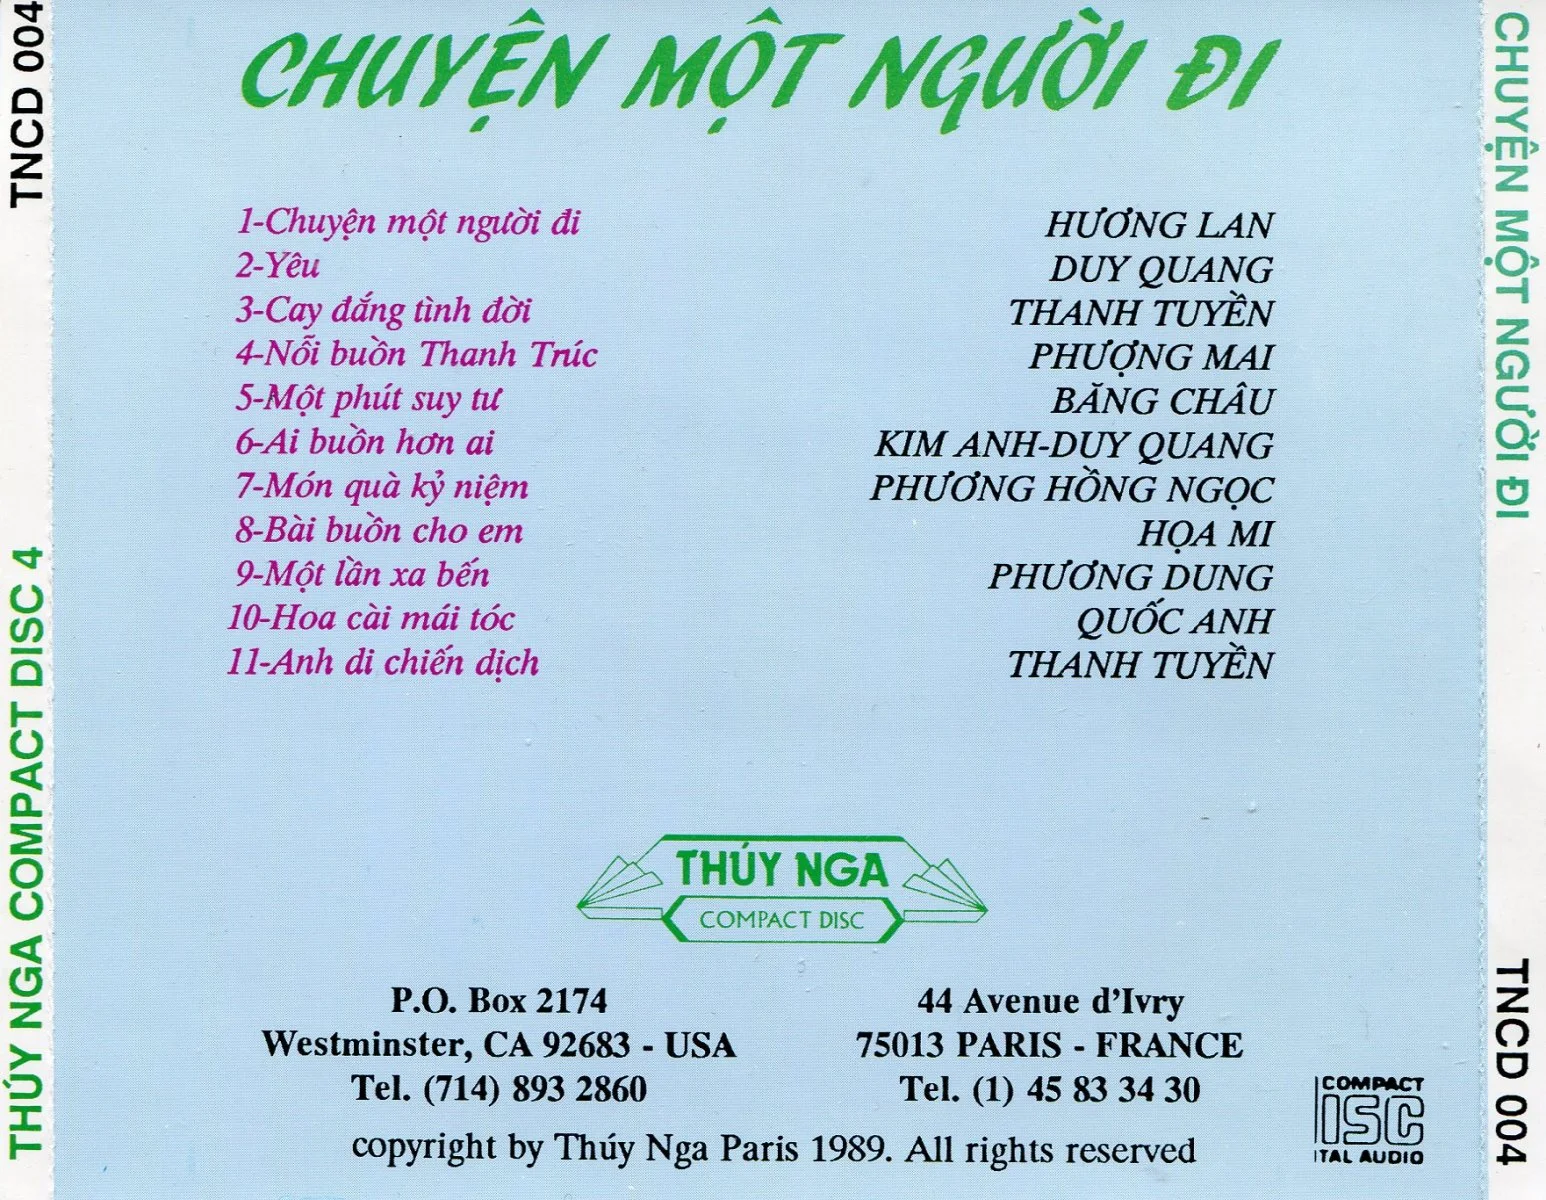 CHUYỆN MỘT NGƯỜI ĐI
1-Chuyện một người đi HƯƠNG LAN
2-Yêu DUY QUANG
3-Cay đắng tình đời THANH TUYỀN
4-Nỗi buồn Thanh Trúc PHƯỢNG MAI
5-Một phút suy tư BĂNG CHÂU
6-Ai buồn hơn ai KIM ANH-DUY QUANG
7-Món quà kỷ niệm PHƯƠNG HỒNG NGỌC
8-Bài buồn cho em HỌA MI
9-Một lần xa bến PHƯƠNG DUNG
10-Hoa cài mái tóc QUỐC ANH
11-Anh di chiến dịch THANH TUYỀN
THÚY NGA
COMPACT DISC
P.O. Box 2174
Westminster, CA 92683 - USA
Tel. (714) 893 2860
44 Avenue d'Ivry
75013 PARIS - FRANCE
Tel. (1) 45 83 34 30
copyright by Thúy Nga Paris 1989. All rights reserved
COMPACT
ISC
ITAL AUDIO
THÚY NGA COMPACT DISC 4 TNCD 004
CHUYỆN MỘT NGƯỜI ĐI TNCD 004